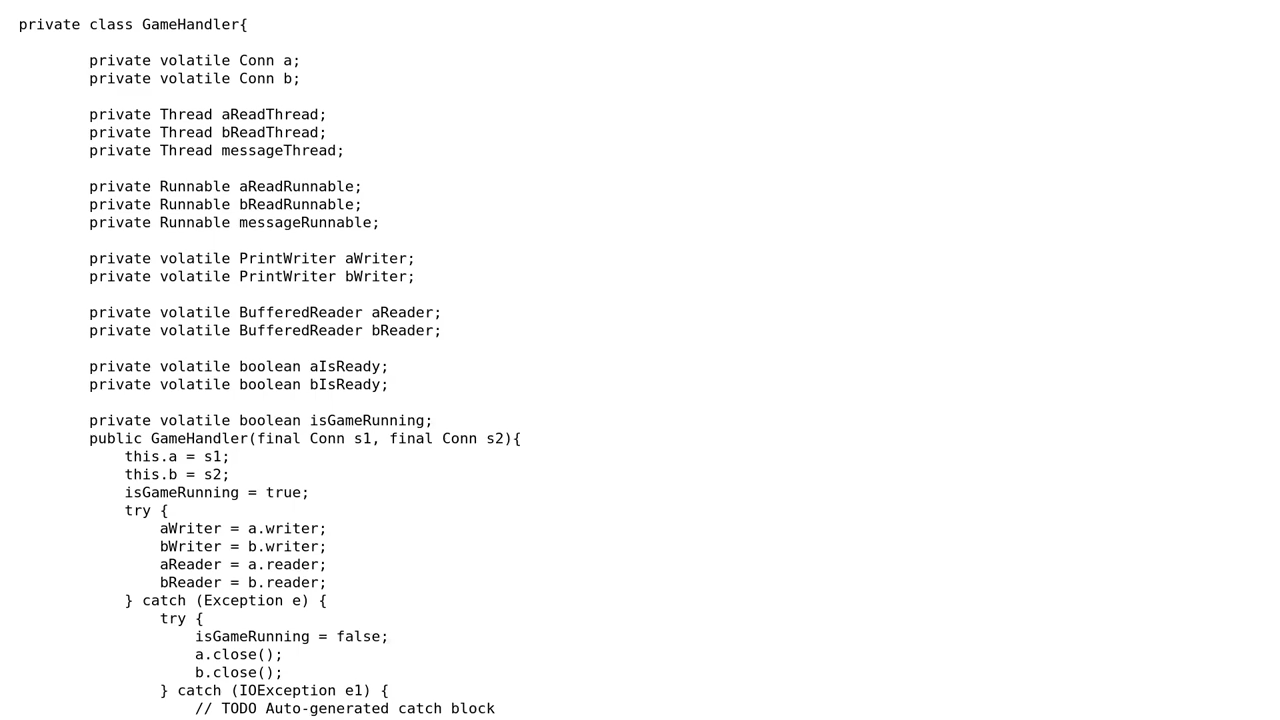 private class GameHandler{
private volatile Conn a;
private volatile Conn b;
private Thread aReadThread;
private Thread bReadThread;
private Thread messageThread;
private Runnable aReadRunnable;
private Runnable bReadRunnable;
private Runnable messageRunnable;
private volatile PrintWriter aWriter;
private volatile PrintWriter bWriter;
private volatile BufferedReader aReader;
private volatile BufferedReader bReader;
private volatile boolean aIsReady;
private volatile boolean bIsReady;
private volatile boolean isGameRunning;
public GameHandler(final Conn s1, final Conn s2){
this.a = s1;
this.b = s2;
isGameRunning = true;
try {
aWriter = a.writer;
bWriter = b.writer;
aReader = a.reader;
bReader = b.reader;
} catch (Exception e) {
try {
isGameRunning = false;
a.close();
b.close();
} catch (IOException e1) {
// TODO Auto-generated catch block